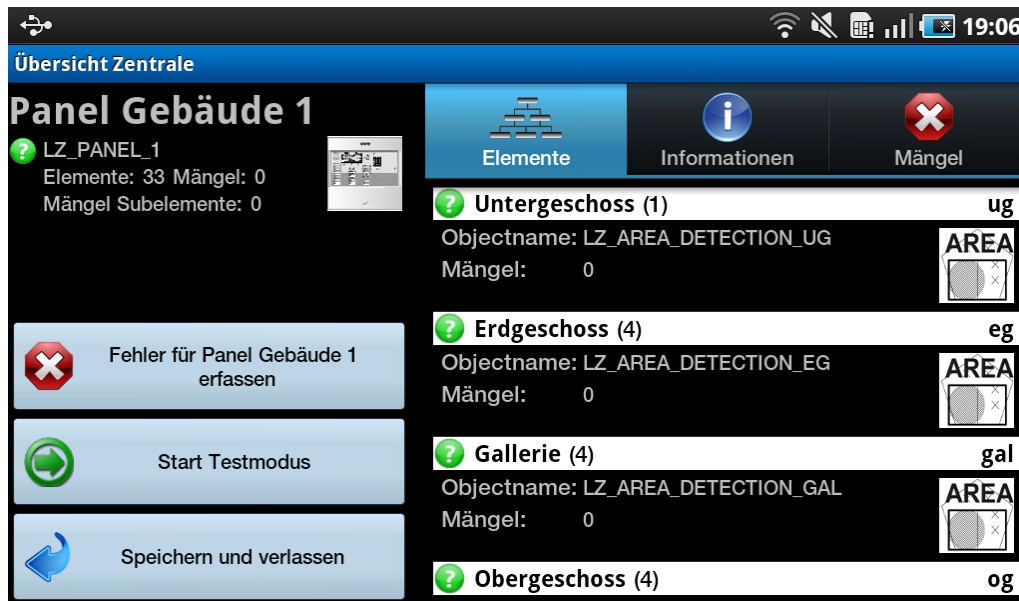 19:06
Übersicht Zentrale
Panel Gebäude 1
LZ_PANEL_1
Elemente: 33 Mängel: 0
Mängel Subelemente: 0
Fehler für Panel Gebäude 1
erfassen
Start Testmodus
Speichern und verlassen
Elemente
Informationen
Mängel
Untergeschoss (1) ug
Objectname: LZ_AREA_DETECTION_UG
Mängel: 0
AREA
Erdgeschoss (4) eg
Objectname: LZ_AREA_DETECTION_EG
Mängel: 0
AREA
Gallerie (4) gal
Objectname: LZ_AREA_DETECTION_GAL
Mängel: 0
AREA
Obergeschoss (4) og